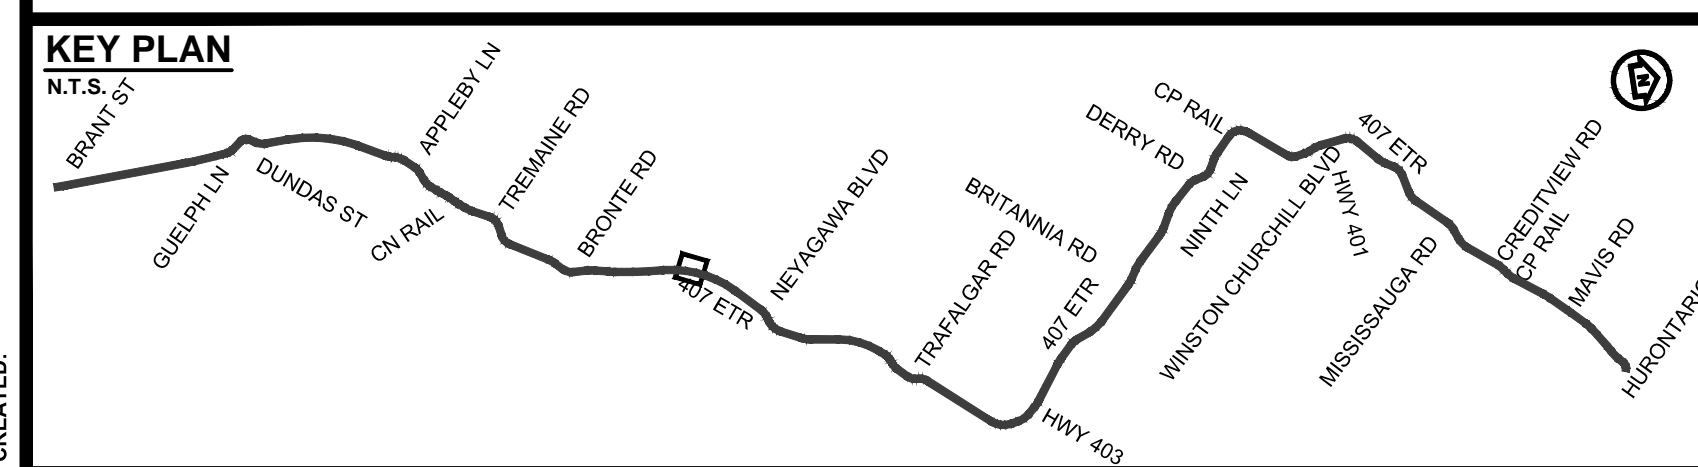 KEY PLAN
N.T.S.
BRANT ST
GUELPH LN
DUNDAS ST
CN RAIL
APPLEBY LN
TREMAINE RD
BRONTE RD
407 ETR
NEYAGAWA BLVD
TRAFALGAR RD
BRITANNIA RD
407 ETR
HWY 403
DERRY RD
CP RAIL
NINTH LN
WINSTON CHURCHILL BLVD
HWY 401
407 ETR
MISSISSAUGA RD
CREDITVIEW RD
CP RAIL
MAVIS RD
HURONTARIO
N
CREATED: